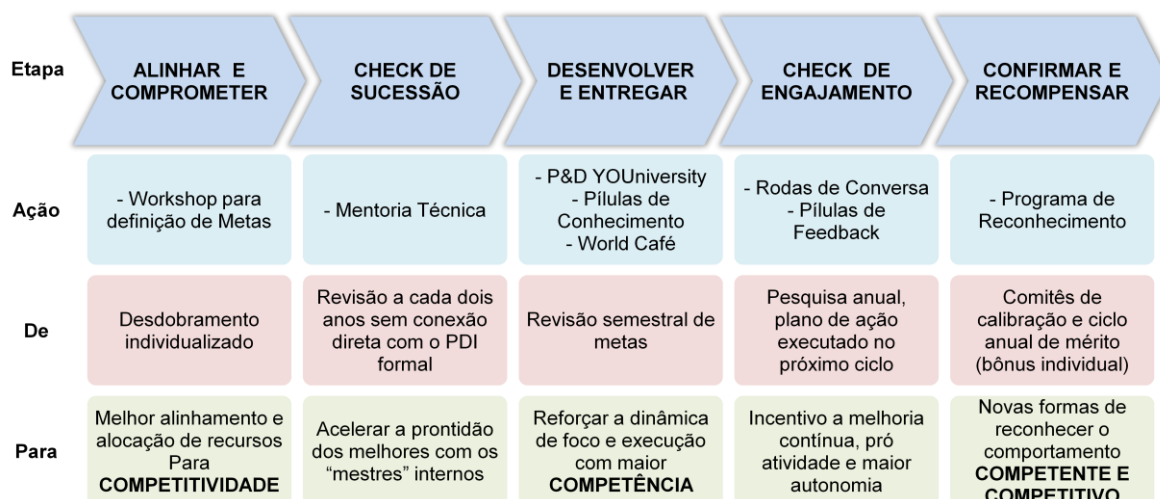 Etapa
ALINHAR E
COMPROMETER
CHECK DE
SUCESSÃO
DESENVOLVER
E ENTREGAR
CHECK DE
ENGAJAMENTO
CONFIRMAR E
RECOMPENSAR
Ação
- Workshop para
definição de Metas
- Mentoria Técnica
- P&D YOUniversity
- Pílulas de
Conhecimento
- World Café
- Rodas de Conversa
- Pílulas de
Feedback
- Programa de
Reconhecimento
De
Desdobramento
individualizado
Revisão a cada dois
anos sem conexão
direta com o PDI
formal
Revisão semestral de
metas
Pesquisa anual,
plano de ação
executado no
próximo ciclo
Comitês de
calibração e ciclo
anual de mérito
(bônus individual)
Para
Melhor alinhamento e
alocação de recursos
Para
COMPETITIVIDADE
Acelerar a prontidão
dos melhores com os
“mestres” internos
Reforçar a dinâmica
de foco e execução
com maior
COMPETÊNCIA
Incentivo a melhoria
contínua, pró
atividade e maior
autonomia
Novas formas de
reconhecer o
comportamento
COMPETENTE E
COMPETITIVO